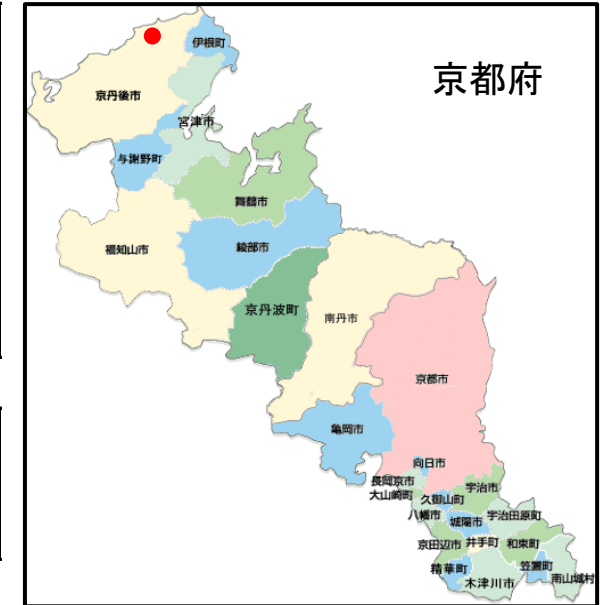 京都府
伊根町
京丹後市
宮津市
与謝野町
舞鶴市
綾部市
福知山市
京丹波町
南丹市
京都市
亀岡市
向日市
長岡京市
大山崎町
宇治市
久御山町
八幡市
宇治田原町
城陽市
京田辺市
井手町
和束町
精華町
笠置町
木津川市
南山城村